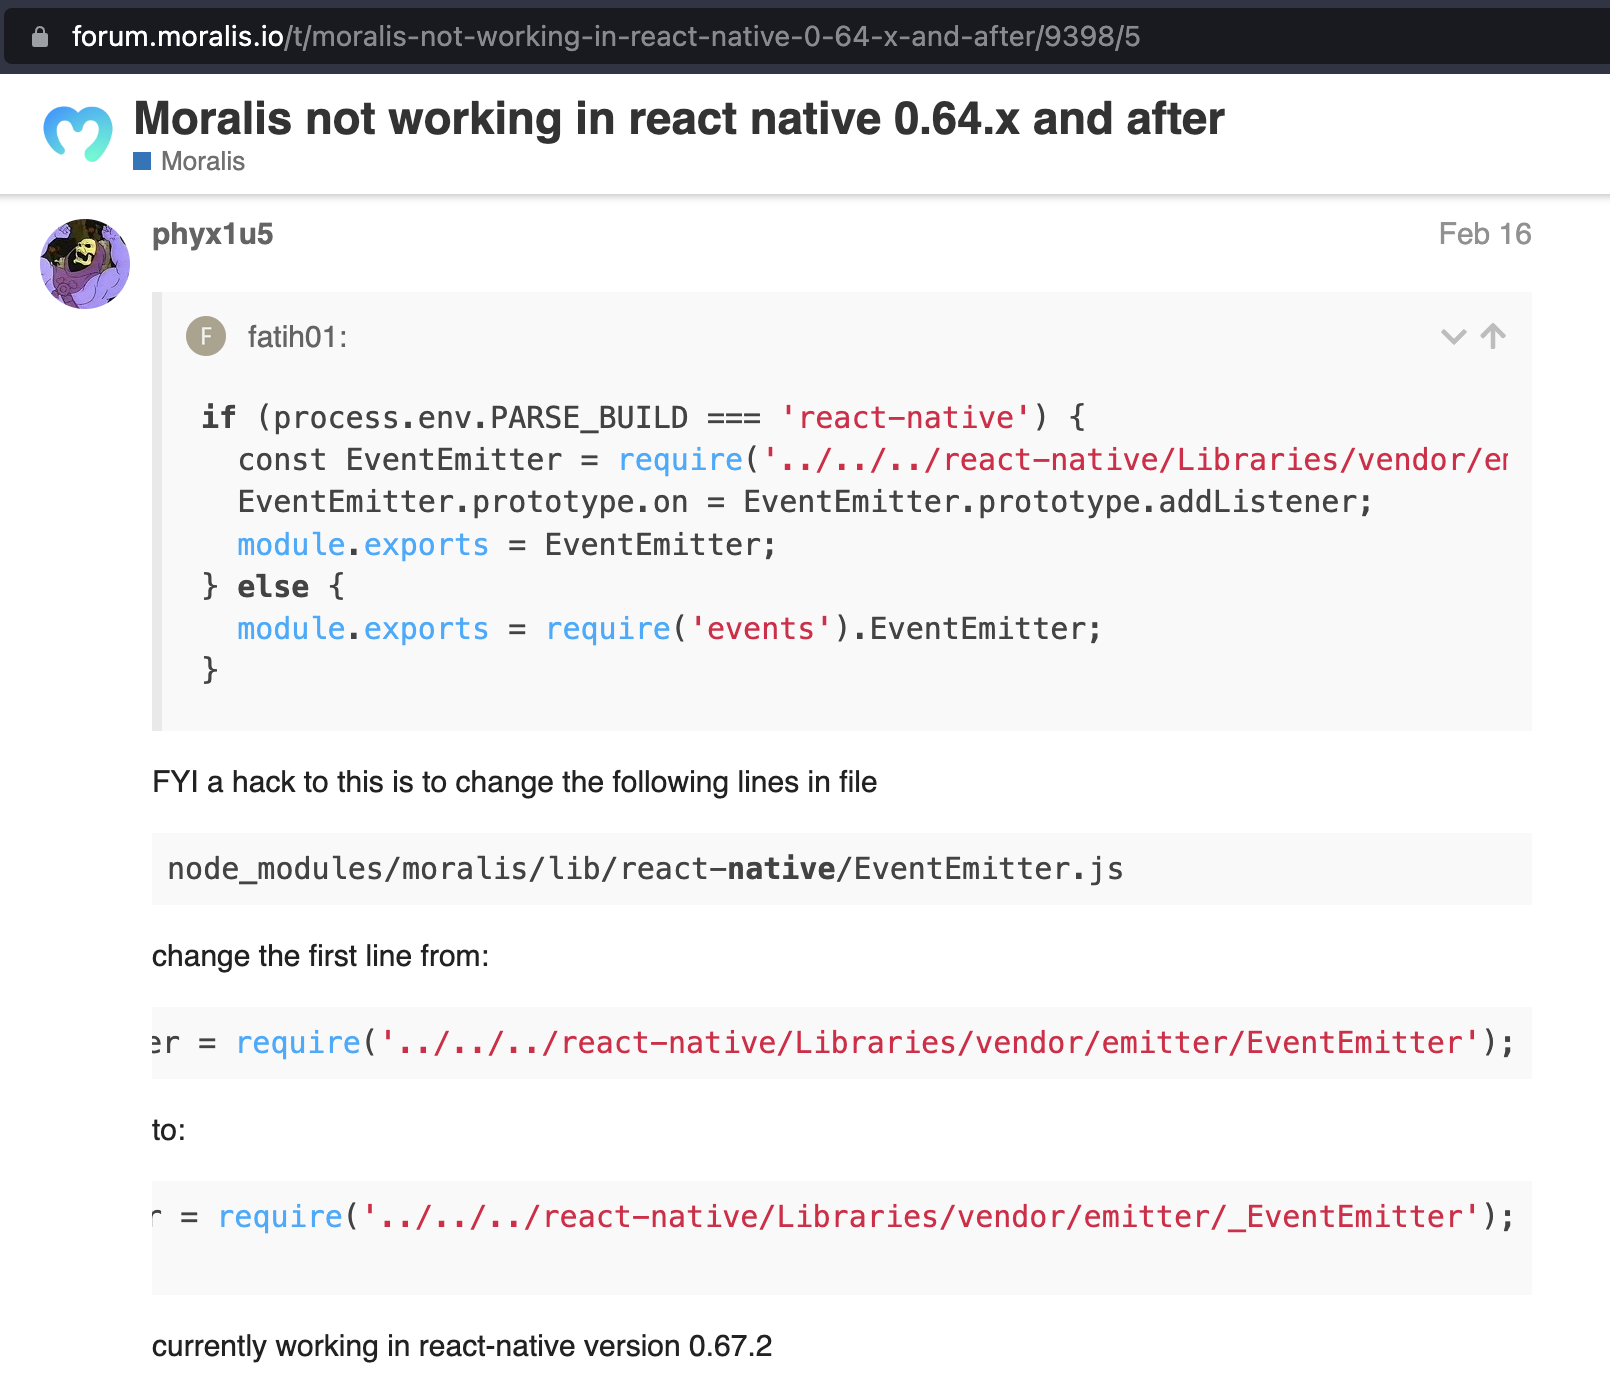 forum.moralis.io/t/moralis-not-working-in-react-native-0-64-x-and-after/9398/5
Moralis not working in react native 0.64.x and after
Moralis
phyx1u5
Feb 16
F
fatih01:
if (process.env.PARSE_BUILD === 'react-native') {
const EventEmitter = require('../../../react-native/Libraries/vendor/e
EventEmitter.prototype.on = EventEmitter.prototype.addListener;
module.exports = EventEmitter;
} else {
module.exports = require('events').EventEmitter;
}
FYI a hack to this is to change the following lines in file
node_modules/moralis/lib/react-native/EventEmitter.js
change the first line from:
er = require('../../../react-native/Libraries/vendor/emitter/EventEmitter');
to:
r = require('../../../react-native/Libraries/vendor/emitter/_EventEmitter');
currently working in react-native version 0.67.2